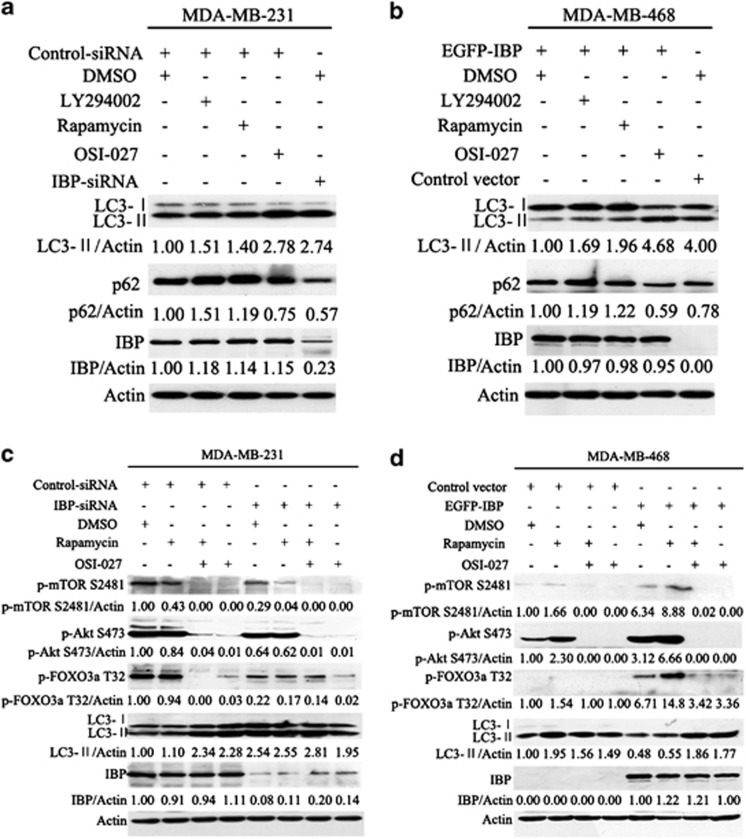 a
MDA-MB-231
Control-siRNA + + + + -
DMSO + - - - +
LY294002 - + - - -
Rapamycin - - + - -
OSI-027 - - - + -
IBP-siRNA - - - - +
LC3- I
LC3- II
LC3- II/Actin 1.00 1.51 1.40 2.78 2.74
p62
p62/Actin 1.00 1.51 1.19 0.75 0.57
IBP
IBP/Actin 1.00 1.18 1.14 1.15 0.23
Actin
b
MDA-MB-468
EGFP-IBP + + + + -
DMSO + - - - +
LY294002 - + - - -
Rapamycin - - + - -
OSI-027 - - - + -
Control vector - - - - +
LC3- I
LC3- II
LC3- II/Actin 1.00 1.69 1.96 4.68 4.00
p62
p62/Actin 1.00 1.19 1.22 0.59 0.78
IBP
IBP/Actin 1.00 0.97 0.98 0.95 0.00
Actin
c
MDA-MB-231
Control-siRNA + + + + - - - -
IBP-siRNA - - - - + + + +
DMSO + - - - + - - -
Rapamycin - + + - - + + -
OSI-027 - - + + - - + +
p-mTOR S2481
p-mTOR S2481/Actin 1.00 0.43 0.00 0.00 0.29 0.04 0.00 0.00
p-Akt S473
p-Akt S473/Actin 1.00 0.84 0.04 0.01 0.64 0.62 0.01 0.01
p-FOXO3a T32
p-FOXO3a T32/Actin 1.00 0.94 0.00 0.03 0.22 0.17 0.14 0.02
LC3- I
LC3- II
LC3- II/Actin 1.00 1.10 2.34 2.28 2.54 2.55 2.81 1.95
IBP
IBP/Actin 1.00 0.91 0.94 1.11 0.08 0.11 0.20 0.14
Actin
d
MDA-MB-468
Control vector + + + + - - - -
EGFP-IBP - - - - + + + +
DMSO + - - - + - - -
Rapamycin - + + - - + + -
OSI-027 - - + + - - + +
p-mTOR S2481
p-mTOR S2481/Actin 1.00 1.66 0.00 0.00 6.34 8.88 0.02 0.00
p-Akt S473
p-Akt S473/Actin 1.00 2.30 0.00 0.00 3.12 6.66 0.00 0.00
p-FOXO3a T32
p-FOXO3a T32/Actin 1.00 1.54 1.00 1.00 6.71 14.8 3.42 3.36
LC3- I
LC3- II
LC3- II/Actin 1.00 1.95 1.56 1.49 0.48 0.55 1.86 1.77
IBP
IBP/Actin 0.00 0.00 0.00 0.00 1.00 1.22 1.21 1.00
Actin